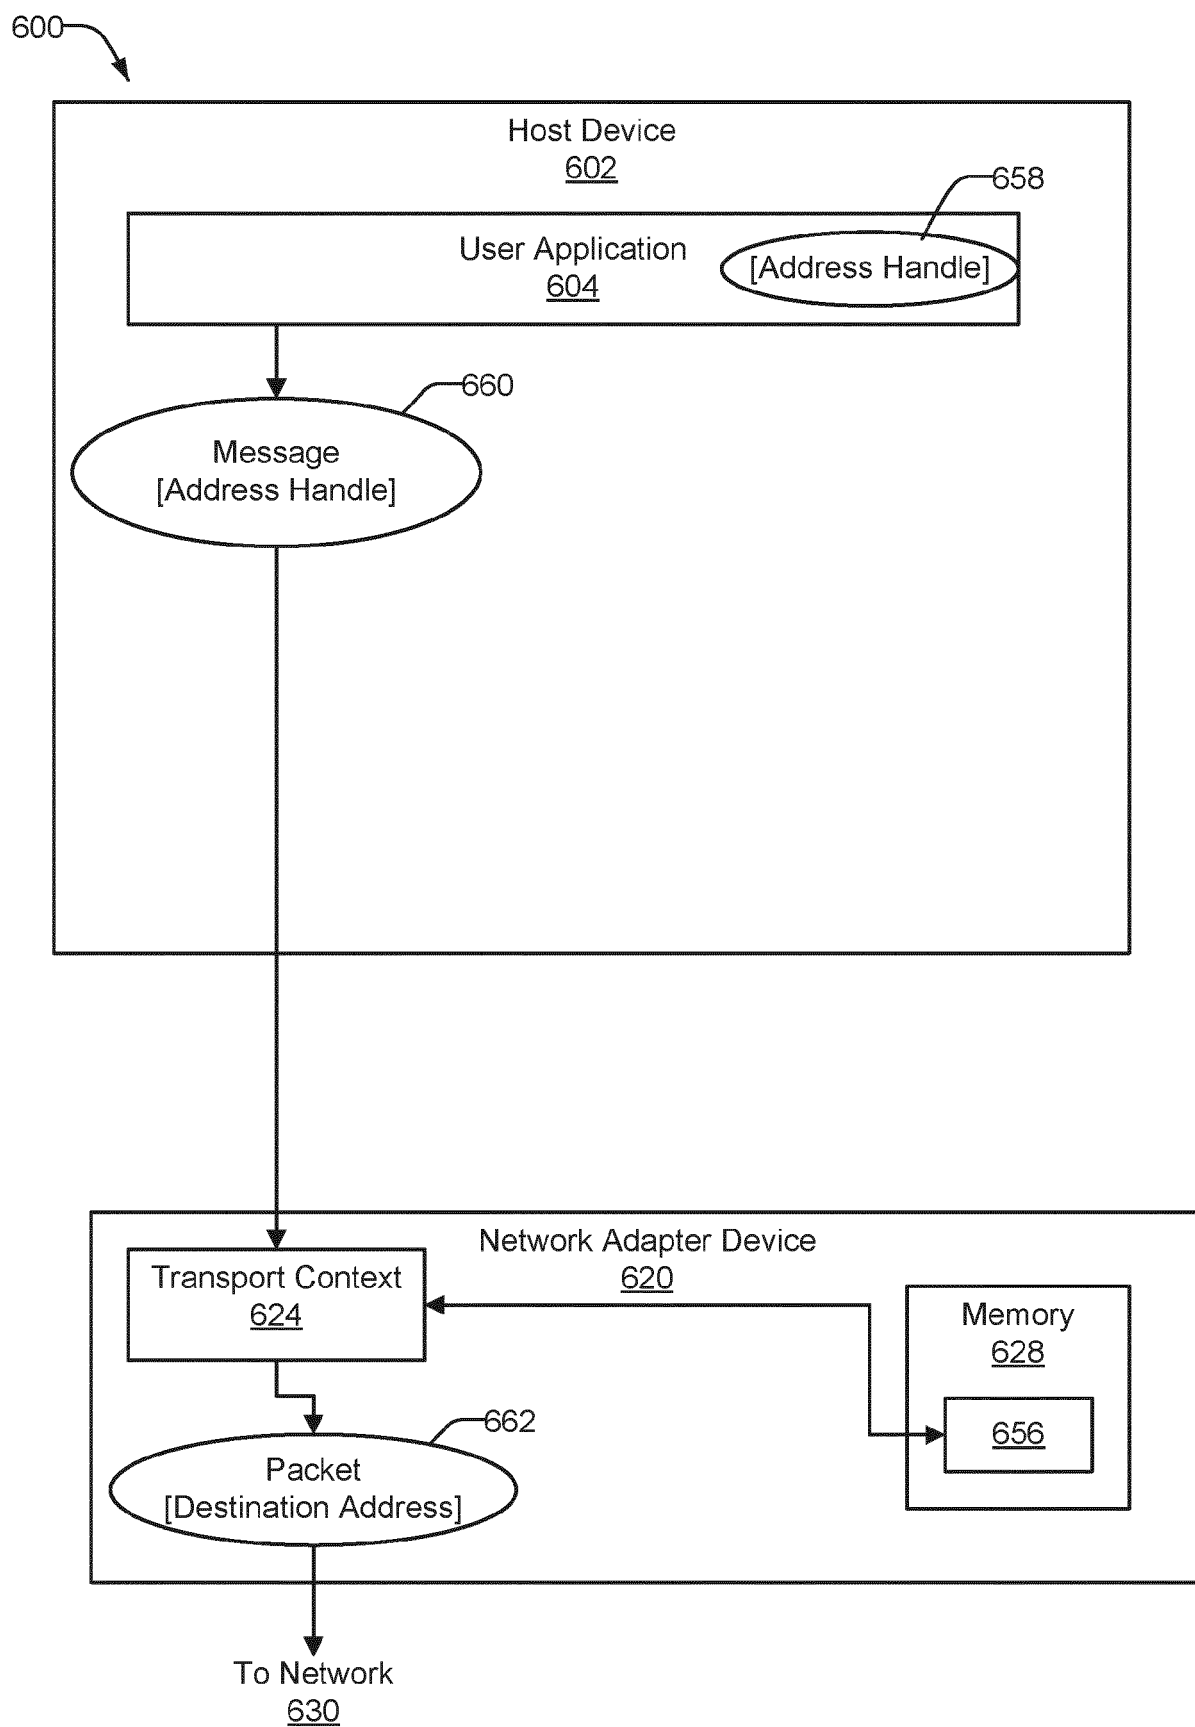 600
Host Device
602
658
User Application
604
[Address Handle]
660
Message
[Address Handle]
Network Adapter Device
620
Transport Context
624
Memory
628
656
662
Packet
[Destination Address]
To Network
630